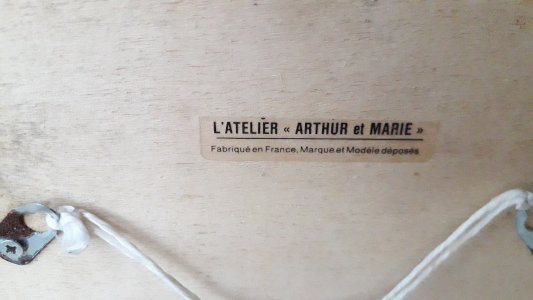 L'ATELIER « ARTHUR et MARIE »
Fabriqué en France, Marque et Modèle déposés